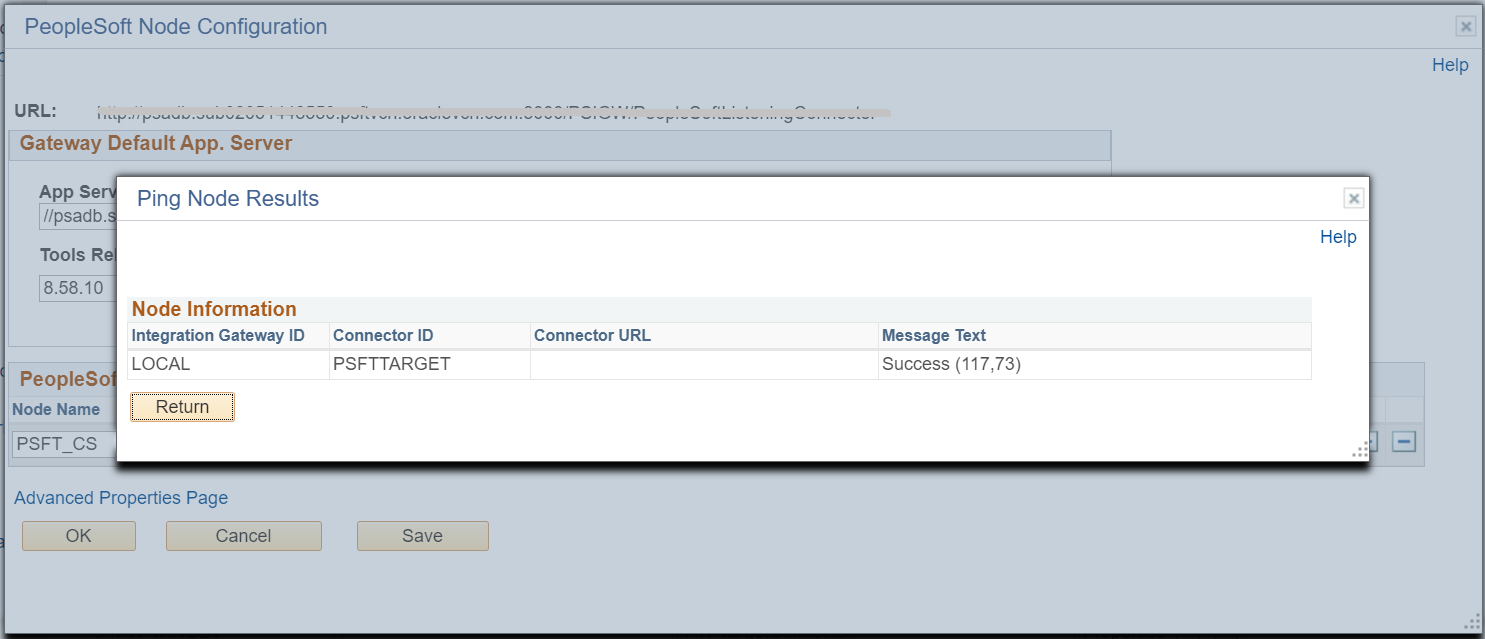 PeopleSoft Node Configuration
Help
URL:
Gateway Default App. Server
App Serv
//psadb.s
Tools Rel
8.58.10
Ping Node Results
Help
Node Information
Integration Gateway ID Connector ID Connector URL Message Text
LOCAL PSFTTARGET Success (117,73)
Return
PeopleSof
Node Name
PSFT_CS
Advanced Properties Page
OK Cancel Save